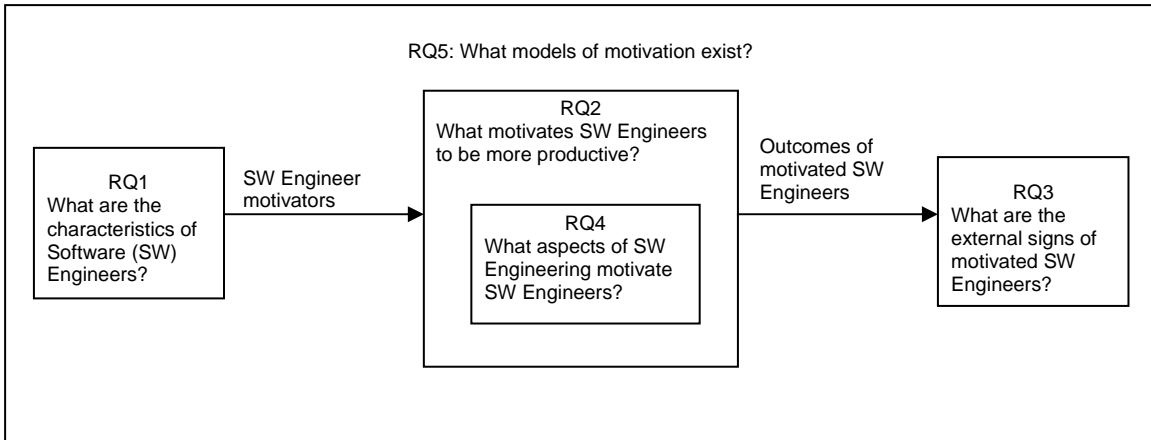 RQ5: What models of motivation exist?
RQ1
What are the
characteristics of
Software (SW)
Engineers?
SW Engineer
motivators
RQ2
What motivates SW Engineers
to be more productive?
RQ4
What aspects of SW
Engineering motivate
SW Engineers?
Outcomes of
motivated SW
Engineers
RQ3
What are the
external signs of
motivated SW
Engineers?